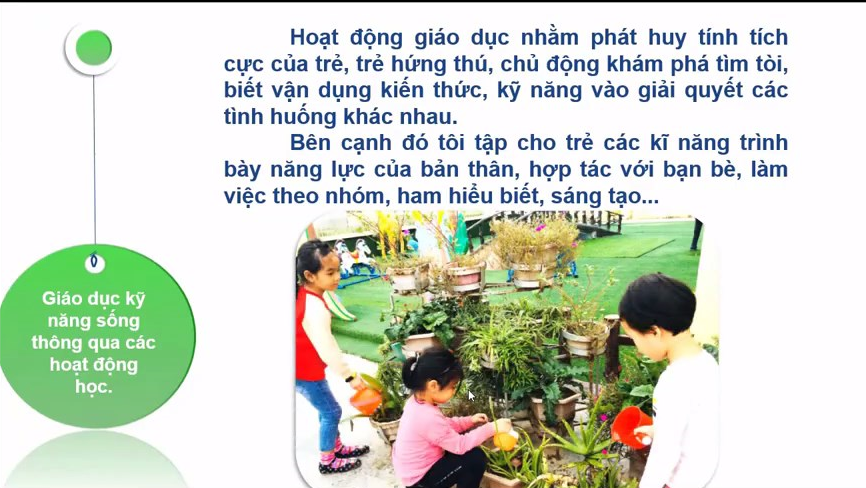 Hoạt động giáo dục nhằm phát huy tính tích
cực của trẻ, trẻ hứng thú, chủ động khám phá tìm tòi,
biết vận dụng kiến thức, kỹ năng vào giải quyết các
tình huống khác nhau.
Bên cạnh đó tôi tập cho trẻ các kĩ năng trình
bày năng lực của bản thân, hợp tác với bạn bè, làm
việc theo nhóm, ham hiểu biết, sáng tạo...
Giáo dục kỹ
năng sống
thông qua các
hoạt động
học.